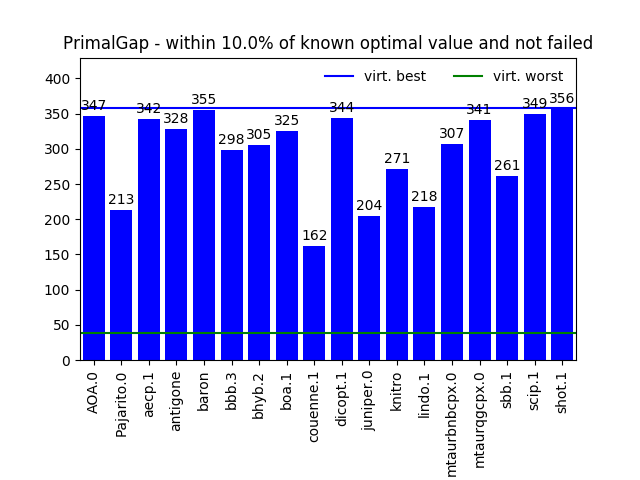 PrimalGap - within 10.0% of known optimal value and not failed
virt. best virt. worst
400
350
300
250
200
150
100
50
0
347 213 342 328 355 298 305 325 162 344 204 271 218 307 341 261 349 356
AOA.0
Pajarito.0
aecp.1
antigone
baron
bbb.3
bhyb.2
boa.1
couenne.1
dicopt.1
juniper.0
knitro
lindo.1
mtaurbnbcpx.0
mtaurqgcpx.0
sbb.1
scip.1
shot.1